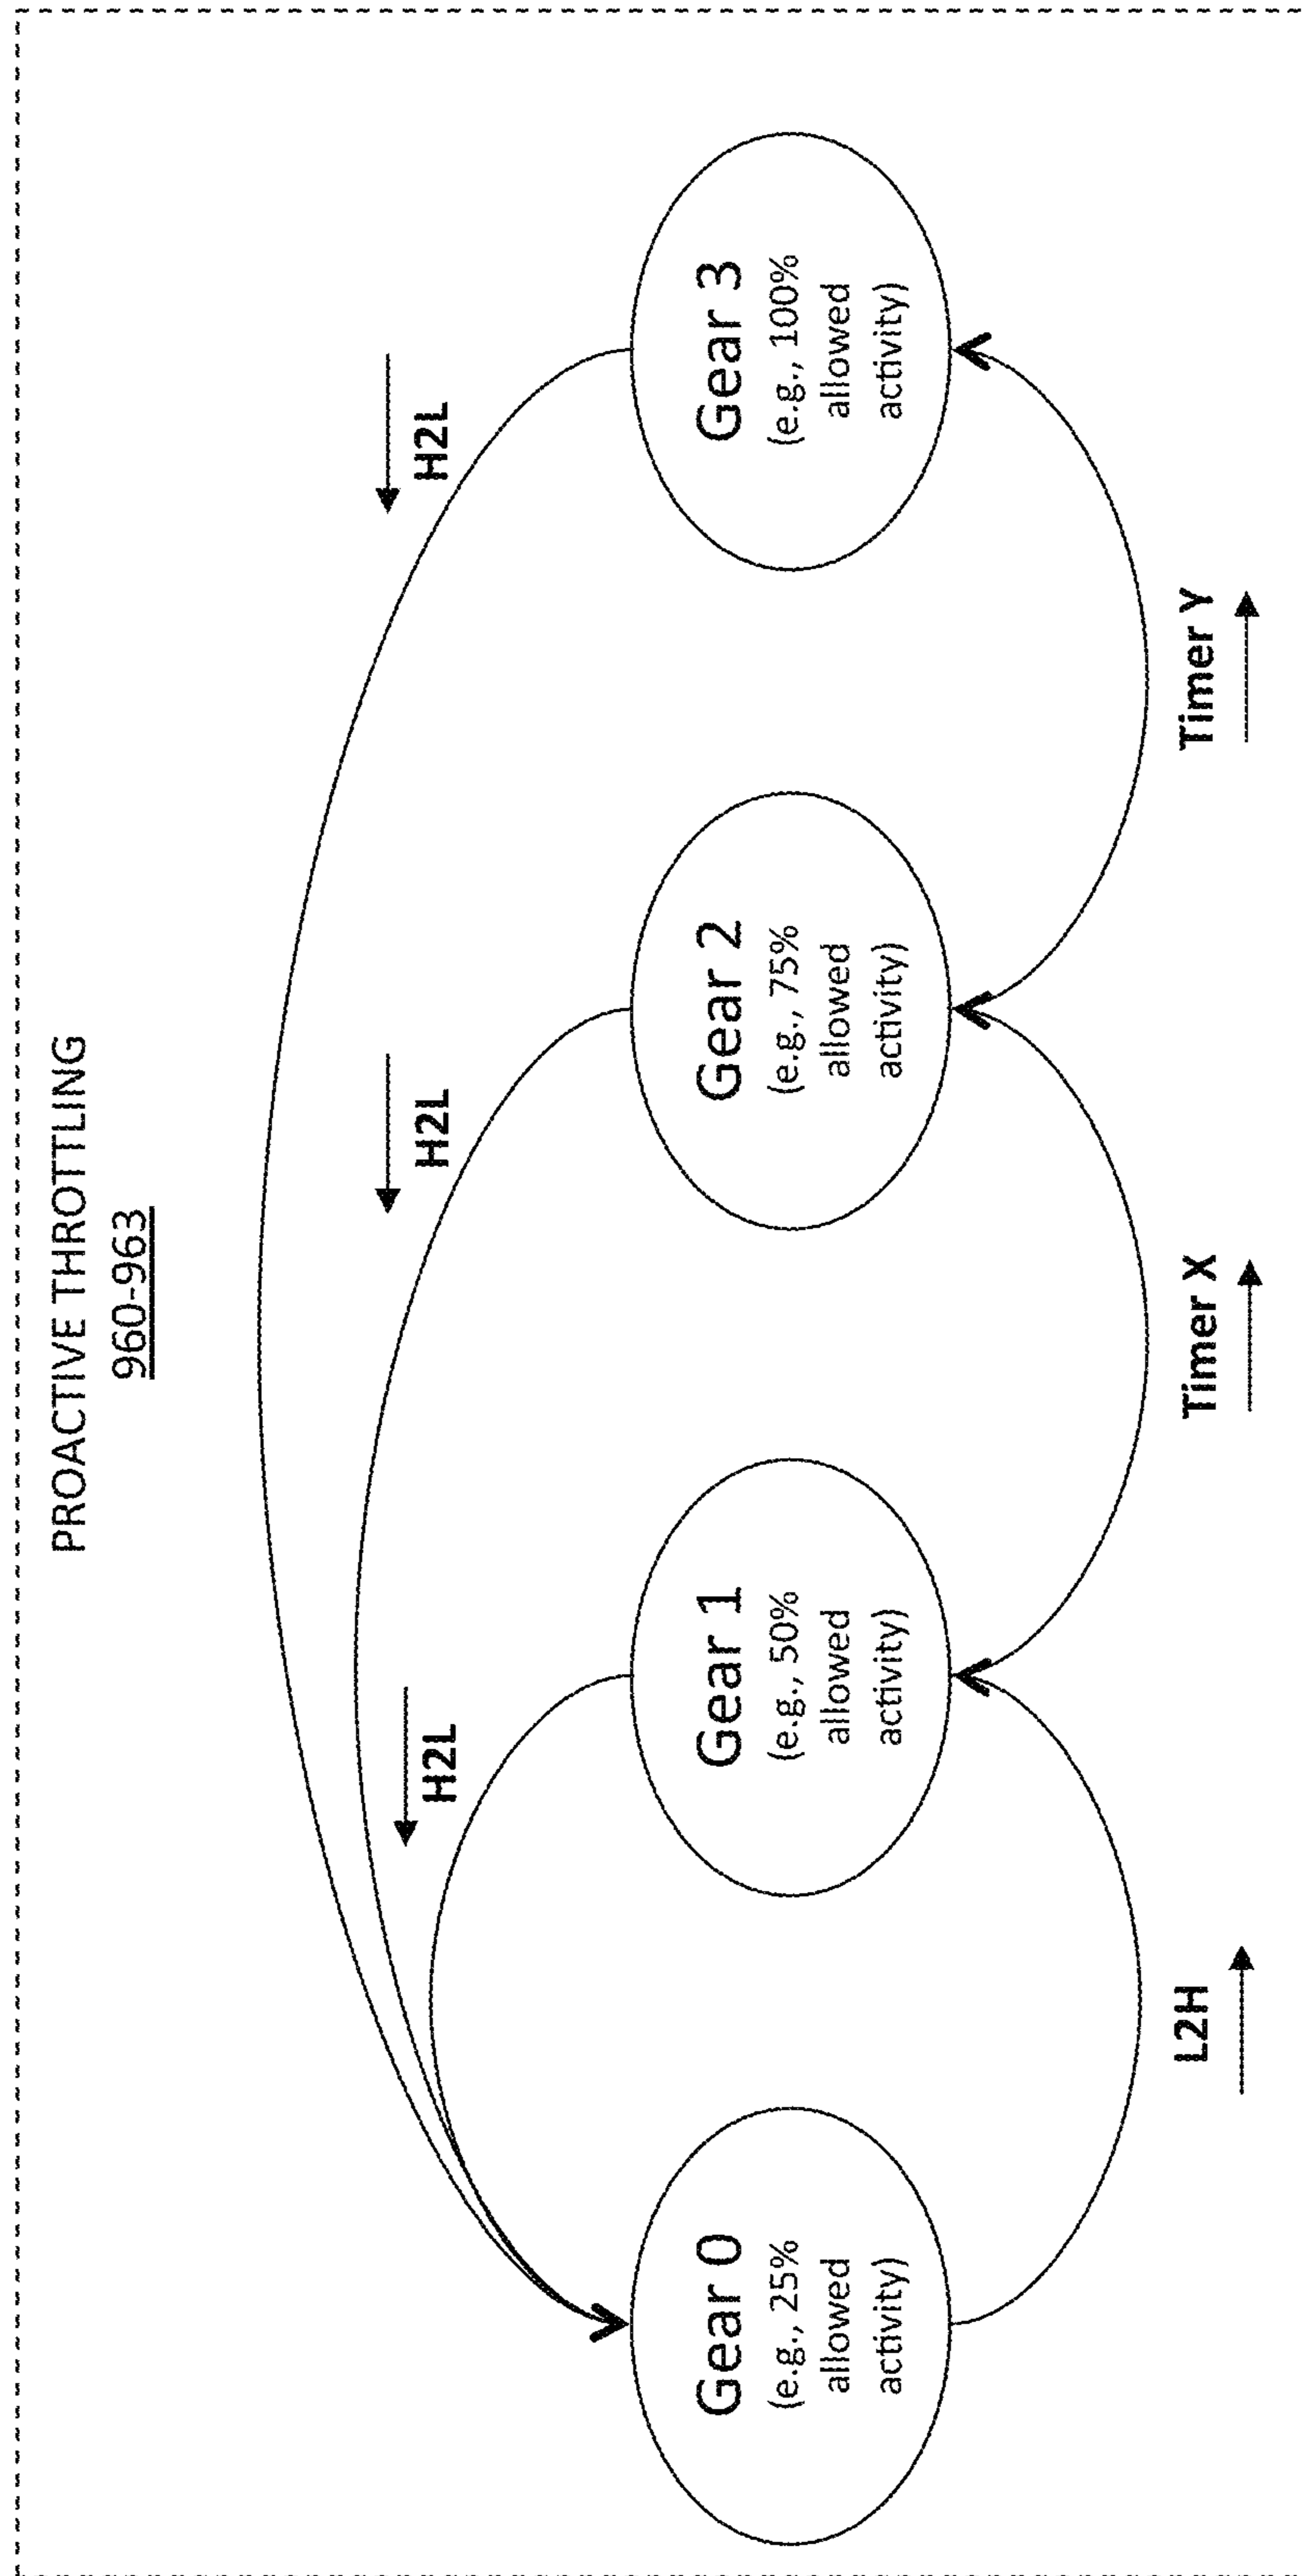 PROACTIVE THROTTLING
960-963
H2L
H2L
H2L
Gear 0
(e.g., 25%
allowed
activity)
Gear 1
(e.g., 50%
allowed
activity)
Gear 2
(e.g., 75%
allowed
activity)
Gear 3
(e.g., 100%
allowed
activity)
L2H
Timer X
Timer Y